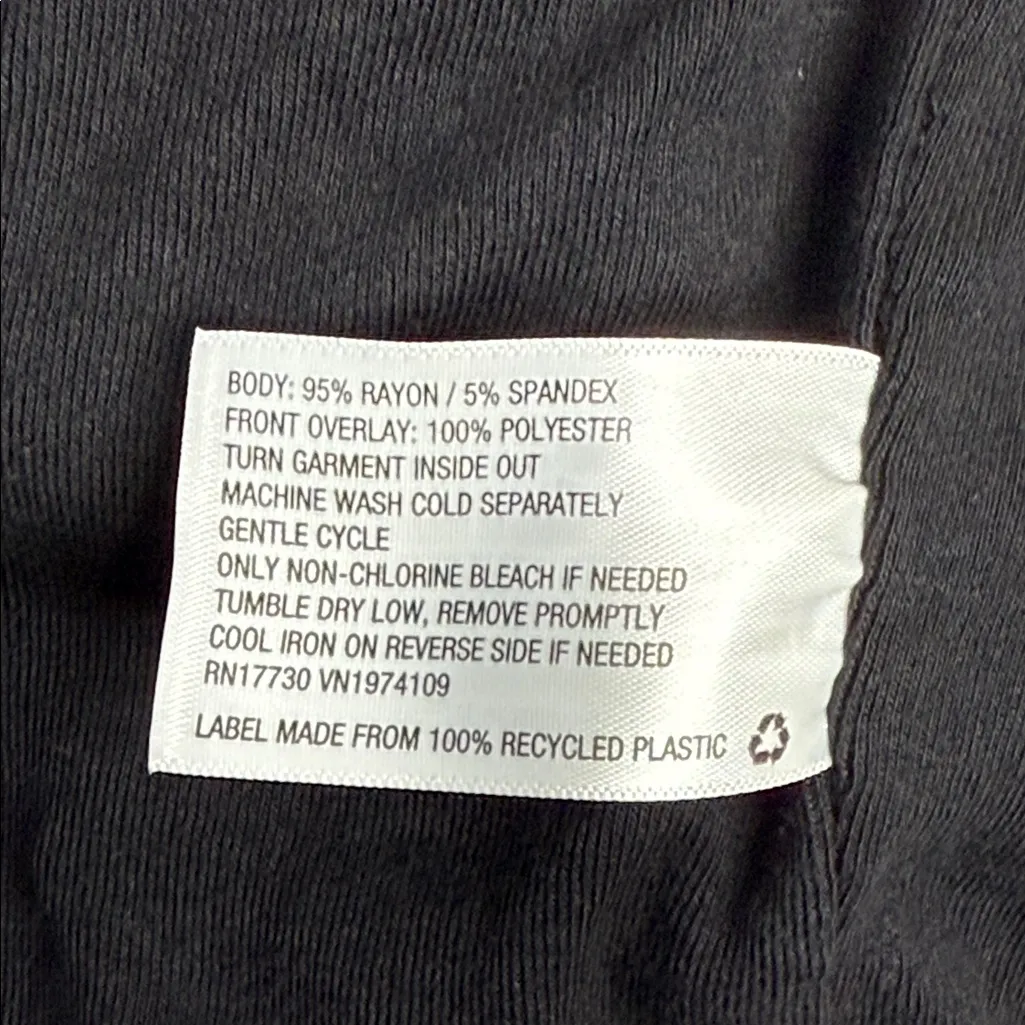 BODY: 95% RAYON / 5% SPANDEX
FRONT OVERLAY: 100% POLYESTER
TURN GARMENT INSIDE OUT
MACHINE WASH COLD SEPARATELY
GENTLE CYCLE
ONLY NON-CHLORINE BLEACH IF NEEDED
TUMBLE DRY LOW, REMOVE PROMPTLY
COOL IRON ON REVERSE SIDE IF NEEDED
RN17730 VN1974109
LABEL MADE FROM 100% RECYCLED PLASTIC